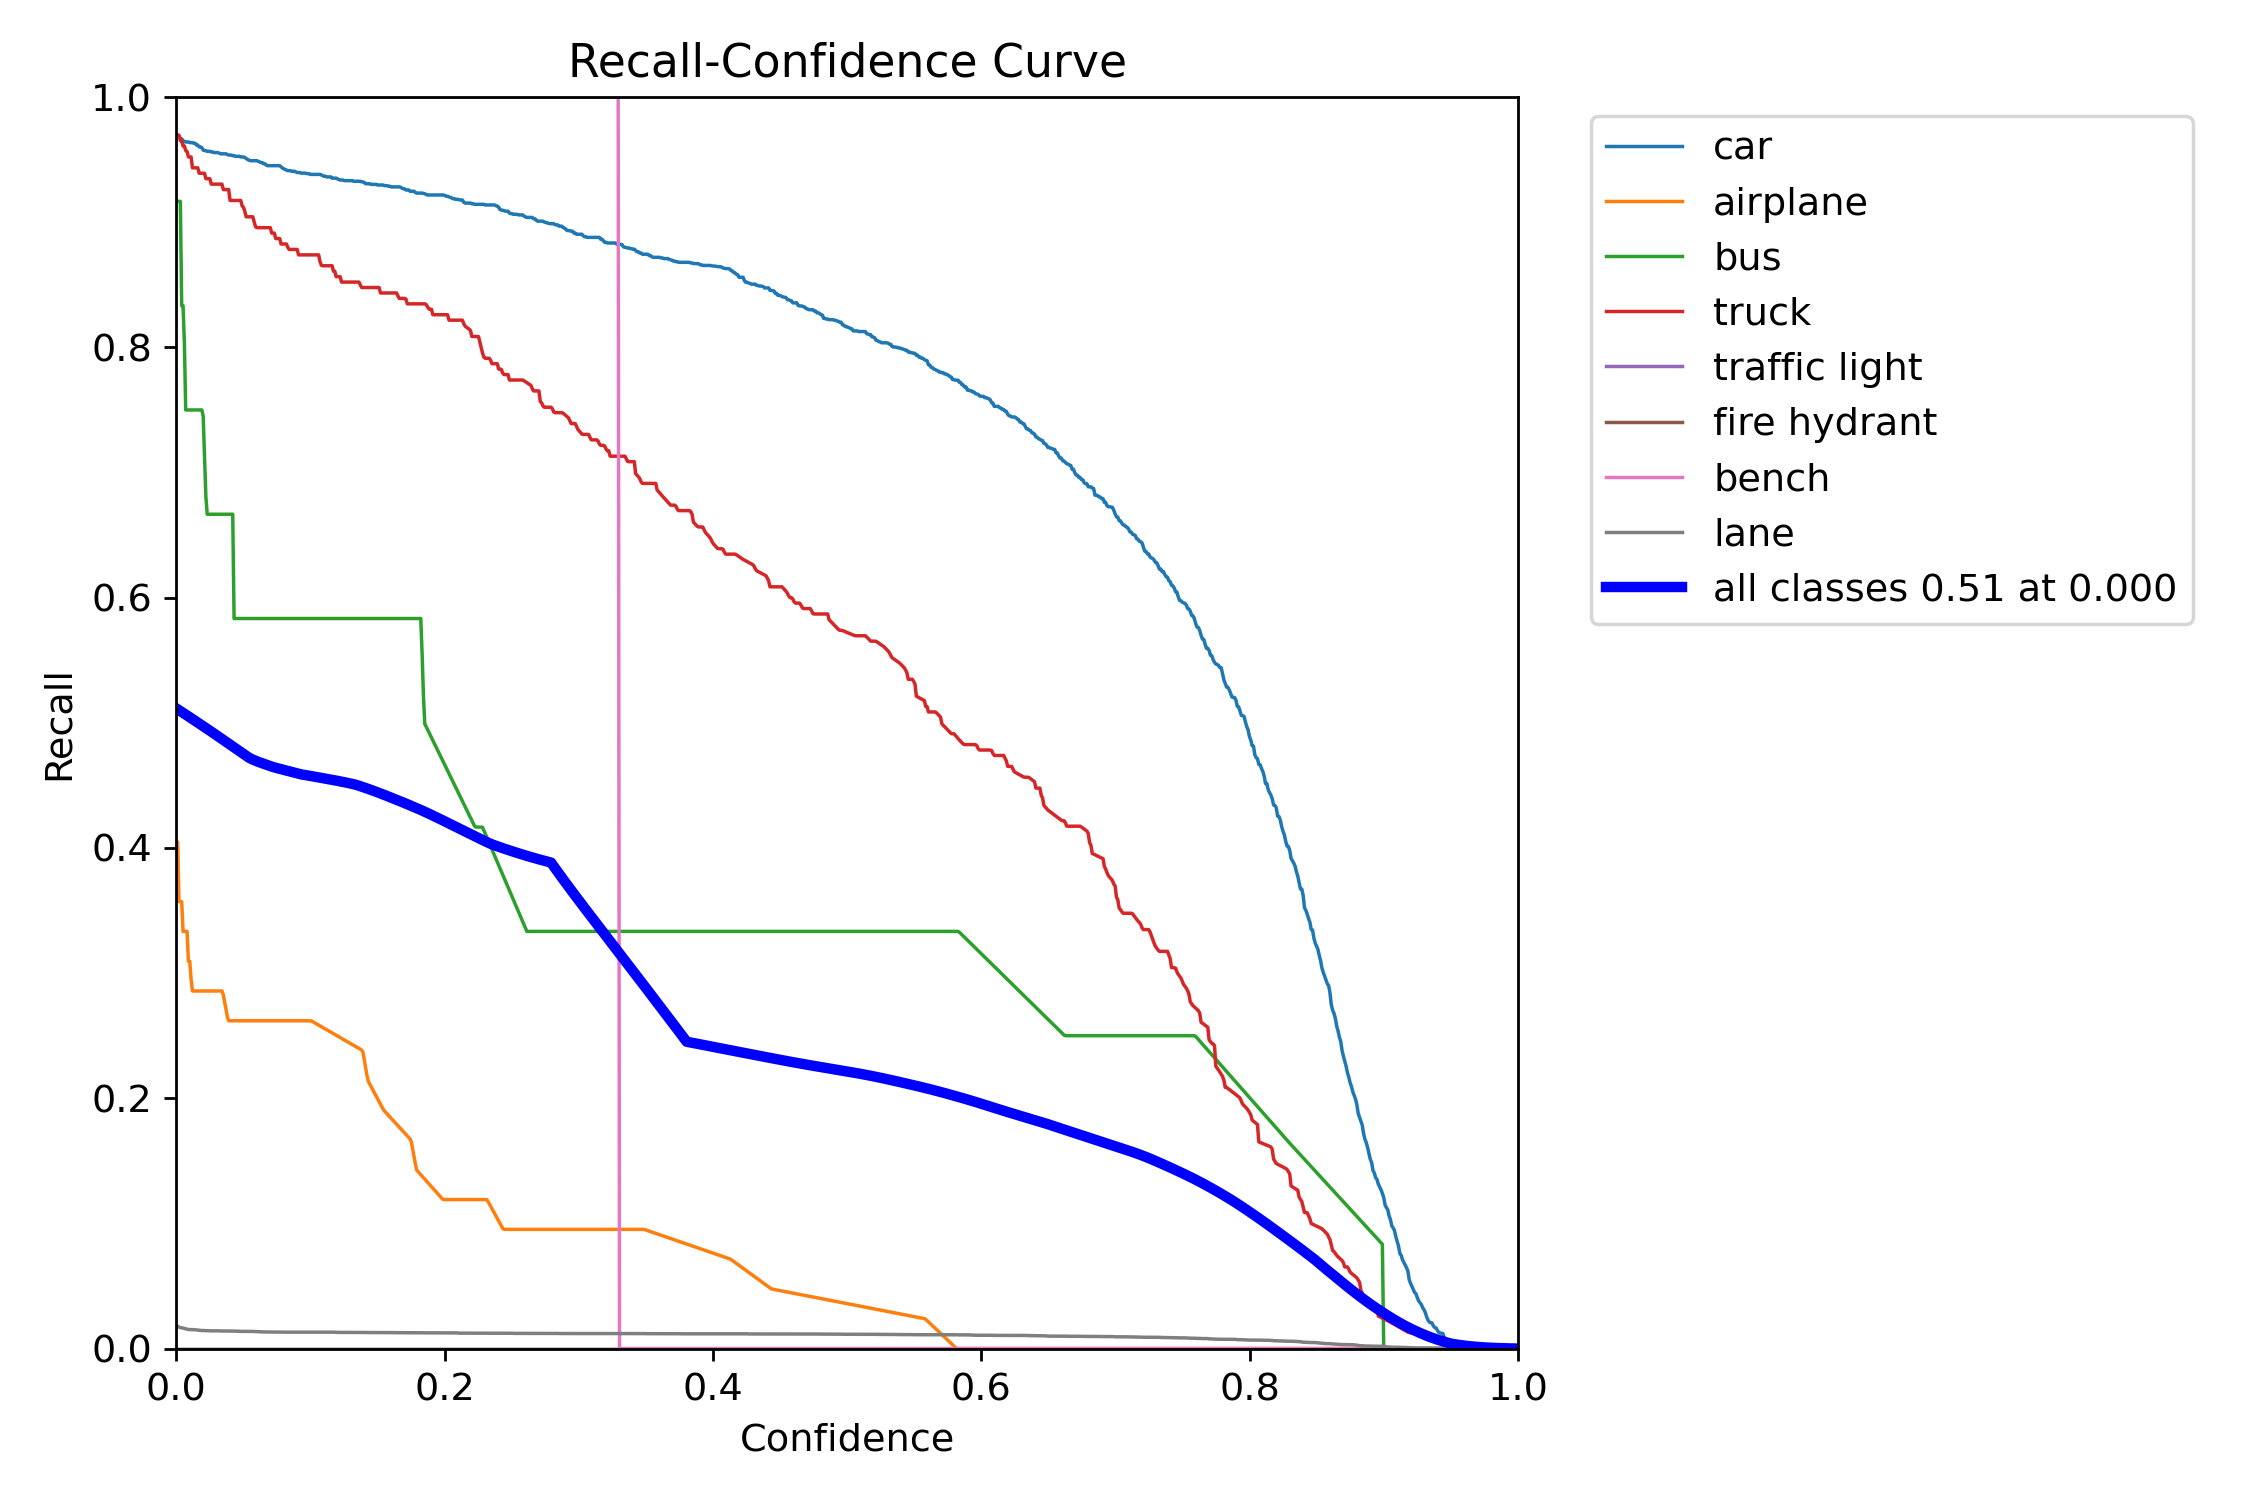 Recall-Confidence Curve
1.0
0.8
0.6
0.4
0.2
0.0
Recall
0.0 0.2 0.4 0.6 0.8 1.0
Confidence
car
airplane
bus
truck
traffic light
fire hydrant
bench
lane
all classes 0.51 at 0.000